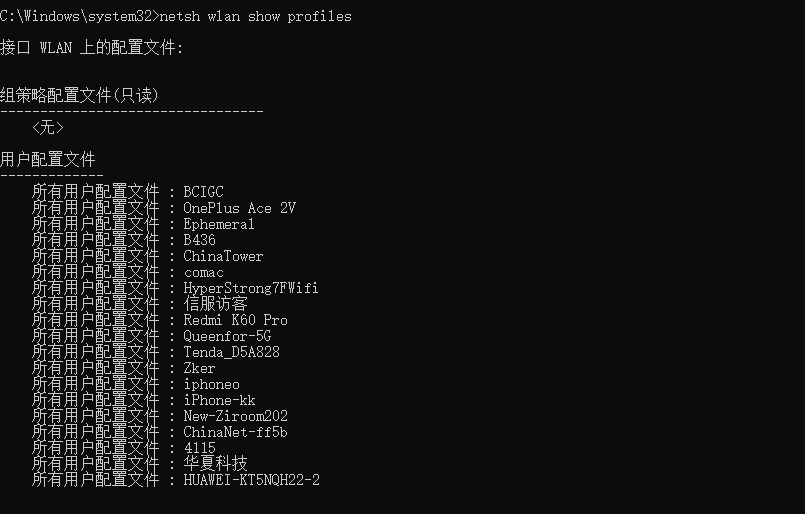 C:\Windows\system32>netsh wlan show profiles
接口 WLAN 上的配置文件:
组策略配置文件(只读)
---------------------------------
<无>
用户配置文件
-------------
所有用户配置文件 : BCIGC
所有用户配置文件 : OnePlus Ace 2V
所有用户配置文件 : Ephemeral
所有用户配置文件 : B436
所有用户配置文件 : ChinaTower
所有用户配置文件 : comac
所有用户配置文件 : HyperStrong7FWifi
所有用户配置文件 : 信服访客
所有用户配置文件 : Redmi K60 Pro
所有用户配置文件 : Queenfor-5G
所有用户配置文件 : Tenda_D5A828
所有用户配置文件 : Zker
所有用户配置文件 : iphoneo
所有用户配置文件 : iPhone-kk
所有用户配置文件 : New-Ziroom202
所有用户配置文件 : ChinaNet-ff5b
所有用户配置文件 : 4115
所有用户配置文件 : 华夏科技
所有用户配置文件 : HUAWEI-KT5NQH22-2